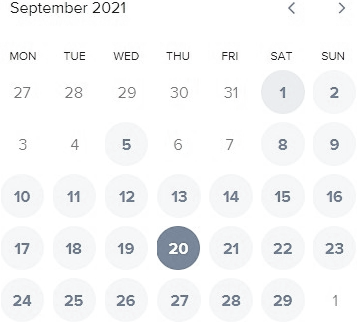 September 2021 < >
MON TUE WED THU FRI SAT SUN
27 28 29 30 31 1 2
3 4 5 6 7 8 9
10 11 12 13 14 15 16
17 18 19 20 21 22 23
24 25 26 27 28 29 1